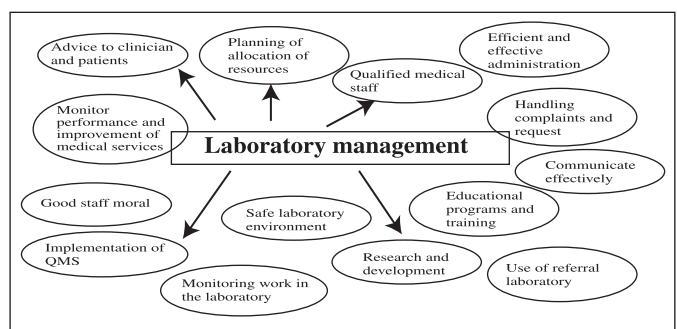 Advice to clinician
and patients
Planning of
allocation of
resources
Qualified medical
staff
Efficient and
effective
administration
Monitor
performance and
improvement of
medical services
Handling
complaints and
request
Laboratory management
Communicate
effectively
Good staff moral
Safe laboratory
environment
Educational
programs and
training
Implementation of
QMS
Monitoring work in
the laboratory
Research and
development
Use of referral
laboratory